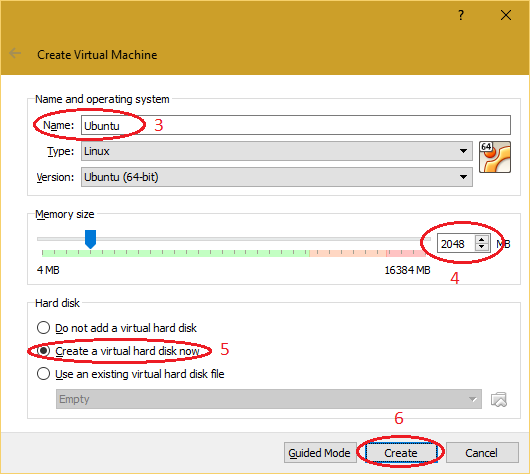 ? ×
← Create Virtual Machine
Name and operating system
Name: Ubuntu 3
Type: Linux 64
Version: Ubuntu (64-bit)
Memory size
2048 MB
4 MB 16384 MB 4
Hard disk
Do not add a virtual hard disk
Create a virtual hard disk now 5
Use an existing virtual hard disk file
Empty
6
Guided Mode Create Cancel